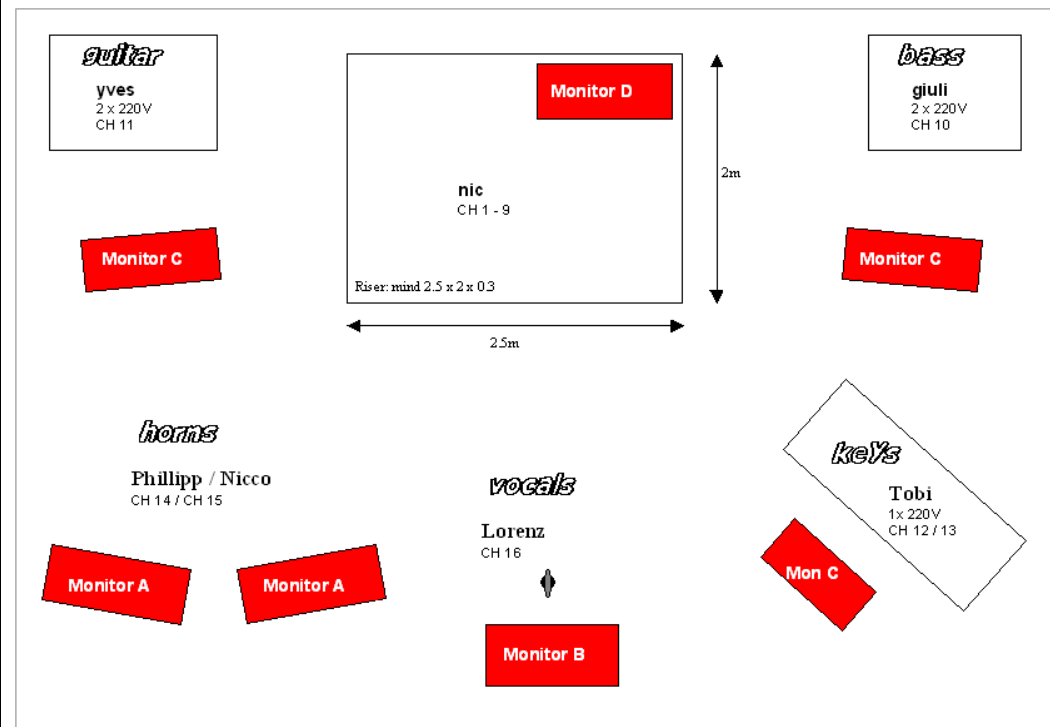 guitar
yves
2 x 220V
CH 11
Monitor D
bass
giuli
2 x 220V
CH 10
nic
CH 1 - 9
2m
Monitor C
Monitor C
Riser: mind 2.5 x 2 x 0.3
2.5m
horns
Phillipp / Nicco
CH 14 / CH 15
vocals
Lorenz
CH 16
keYs
Tobi
1x 220V
CH 12 / 13
Monitor A
Monitor A
Mon C
Monitor B